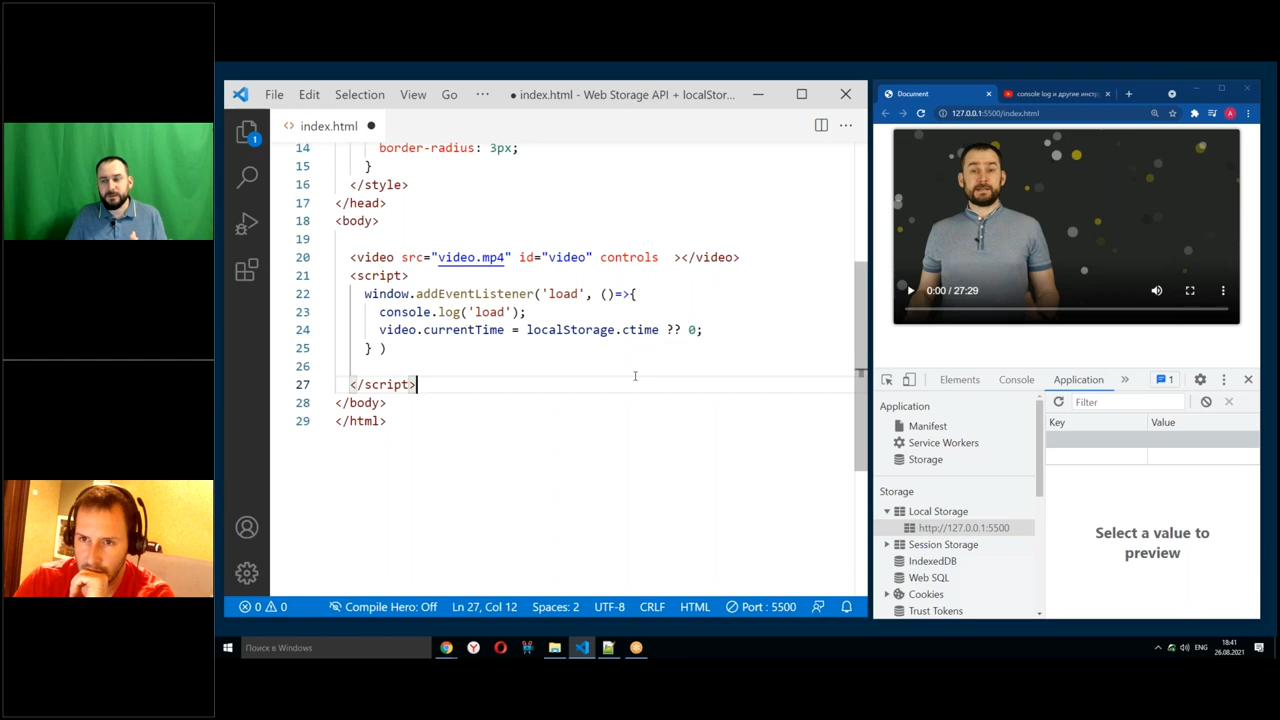 File Edit Selection View Go ··· ● index.html - Web Storage API + localStor...
index.html
1
14 border-radius: 3px;
15 }
16 </style>
17 </head>
18 <body>
19
20 <video src="video.mp4" id="video" controls ></video>
21 <script>
22 window.addEventListener('load', ()=>{
23 console.log('load');
24 video.currentTime = localStorage.ctime ?? 0;
25 } )
26
27 </script>
28 </body>
29 </html>
0 0 Compile Hero: Off Ln 27, Col 12 Spaces: 2 UTF-8 CRLF HTML Port : 5500
Document
console log и другие инстр
127.0.0.1:5500/index.html
A
0:00 / 27:29
Elements Console Application » 1
Application
Manifest
Service Workers
Storage
Storage
Local Storage
http://127.0.0.1:5500
Session Storage
IndexedDB
Web SQL
Cookies
Trust Tokens
Filter
Key Value
Select a value to
preview
Поиск в Windows
ENG
18:41
26.08.2021